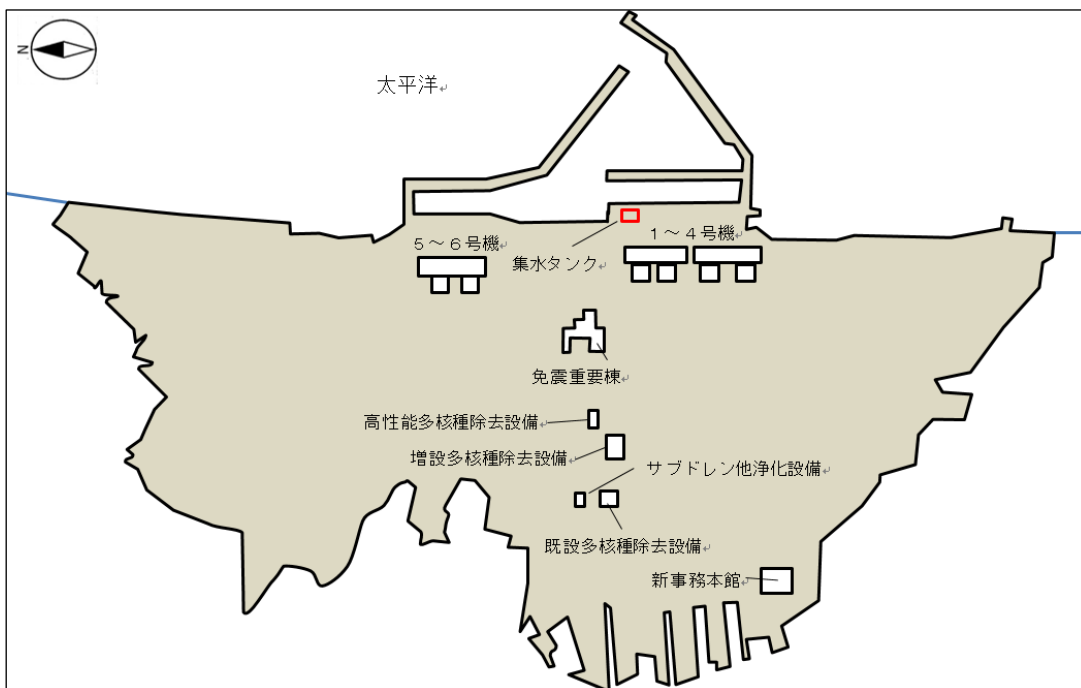 N
太平洋
５～６号機
１～４号機
集水タンク
免震重要棟
高性能多核種除去設備
増設多核種除去設備
サブドレン他浄化設備
既設多核種除去設備
新事務本館